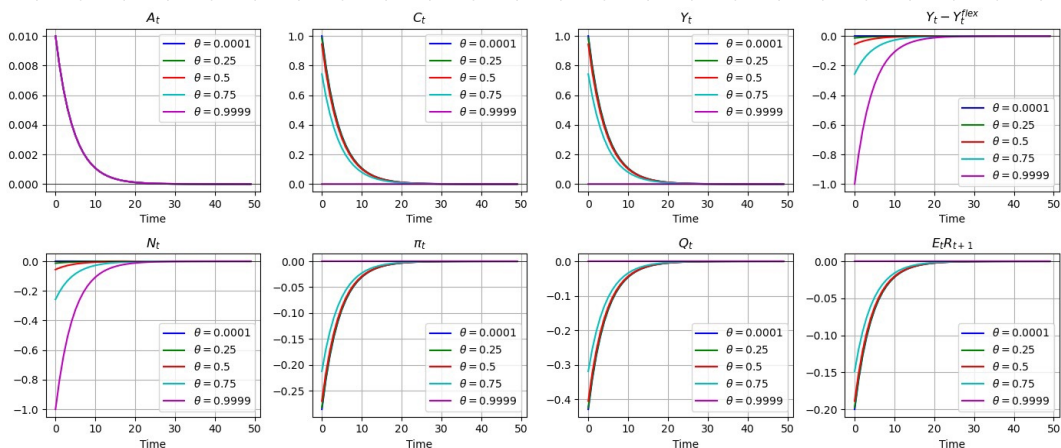 A_t
0.010
0.008
0.006
0.004
0.002
0.000
0 10 20 30 40 50
Time
θ = 0.0001
θ = 0.25
θ = 0.5
θ = 0.75
θ = 0.9999
C_t
1.0
0.8
0.6
0.4
0.2
0.0
0 10 20 30 40 50
Time
θ = 0.0001
θ = 0.25
θ = 0.5
θ = 0.75
θ = 0.9999
Y_t
1.0
0.8
0.6
0.4
0.2
0.0
0 10 20 30 40 50
Time
θ = 0.0001
θ = 0.25
θ = 0.5
θ = 0.75
θ = 0.9999
Y_t − Y_t^{flex}
0.0
−0.2
−0.4
−0.6
−0.8
−1.0
0 10 20 30 40 50
Time
θ = 0.0001
θ = 0.25
θ = 0.5
θ = 0.75
θ = 0.9999
N_t
0.0
−0.2
−0.4
−0.6
−0.8
−1.0
0 10 20 30 40 50
Time
θ = 0.0001
θ = 0.25
θ = 0.5
θ = 0.75
θ = 0.9999
π_t
0.00
−0.05
−0.10
−0.15
−0.20
−0.25
0 10 20 30 40 50
Time
θ = 0.0001
θ = 0.25
θ = 0.5
θ = 0.75
θ = 0.9999
Q_t
0.0
−0.1
−0.2
−0.3
−0.4
0 10 20 30 40 50
Time
θ = 0.0001
θ = 0.25
θ = 0.5
θ = 0.75
θ = 0.9999
E_tR_{t+1}
0.00
−0.05
−0.10
−0.15
−0.20
0 10 20 30 40 50
Time
θ = 0.0001
θ = 0.25
θ = 0.5
θ = 0.75
θ = 0.9999